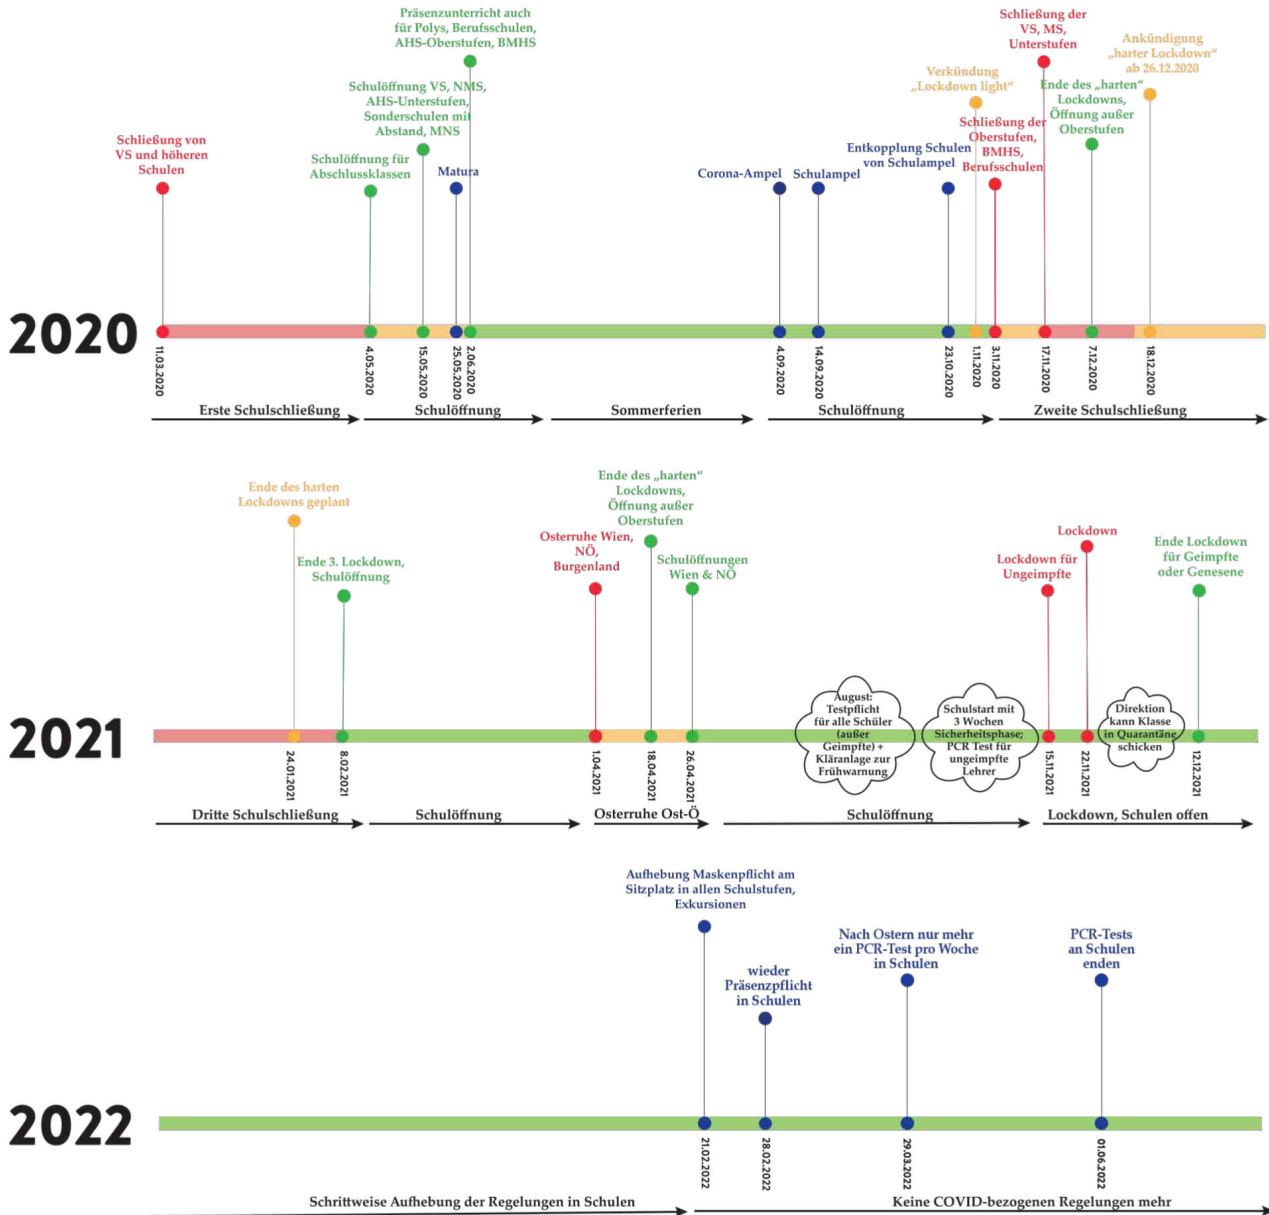 Präsenzunterricht auch
für Polys, Berufsschulen,
AHS-Oberstufen, BMHS
Schließung der
VS, MS,
Unterstufen
Ankündigung
„harter Lockdown“
ab 26.12.2020
Verkündung
„Lockdown light“
Schulöffnung VS, NMS,
AHS-Unterstufen,
Sonderschulen mit
Abstand, MNS
Ende des „harten“
Lockdowns,
Öffnung außer
Oberstufen
Schließung von
VS und höheren
Schulen
Schulöffnung für
Abschlussklassen
Matura
Corona-Ampel
Schulampel
Entkopplung Schulen
von Schulampel
Schließung der
Oberstufen,
BMHS,
Berufsschulen
2020
11.03.2020
4.05.2020
15.05.2020
25.05.2020
2.06.2020
4.09.2020
14.09.2020
23.10.2020
1.11.2020
3.11.2020
17.11.2020
7.12.2020
18.12.2020
Erste Schulschließung
Schulöffnung
Sommerferien
Schulöffnung
Zweite Schulschließung
Ende des harten
Lockdowns geplant
Ende 3. Lockdown,
Schulöffnung
Osterruhe Wien,
NÖ,
Burgenland
Ende des „harten“
Lockdowns,
Öffnung außer
Oberstufen
Schulöffnungen
Wien & NÖ
Lockdown für
Ungeimpfte
Lockdown
Ende Lockdown
für Geimpfte
oder Genesene
August:
Testpflicht
für alle Schüler
(außer
Geimpfte) +
Kläranlage zur
Frühwarnung
Schulstart mit
3 Wochen
Sicherheitsphase;
PCR Test für
ungeimpfte
Lehrer
Direktion
kann Klasse
in Quarantäne
schicken
2021
24.01.2021
8.02.2021
1.04.2021
18.04.2021
26.04.2021
15.11.2021
22.11.2021
12.12.2021
Dritte Schulschließung
Schulöffnung
Osterruhe Ost-Ö
Schulöffnung
Lockdown, Schulen offen
Aufhebung Maskenpflicht am
Sitzplatz in allen Schulstufen,
Exkursionen
wieder
Präsenzpflicht
in Schulen
Nach Ostern nur mehr
ein PCR-Test pro Woche
in Schulen
PCR-Tests
an Schulen
enden
2022
21.02.2022
28.02.2022
29.03.2022
01.06.2022
Schrittweise Aufhebung der Regelungen in Schulen
Keine COVID-bezogenen Regelungen mehr